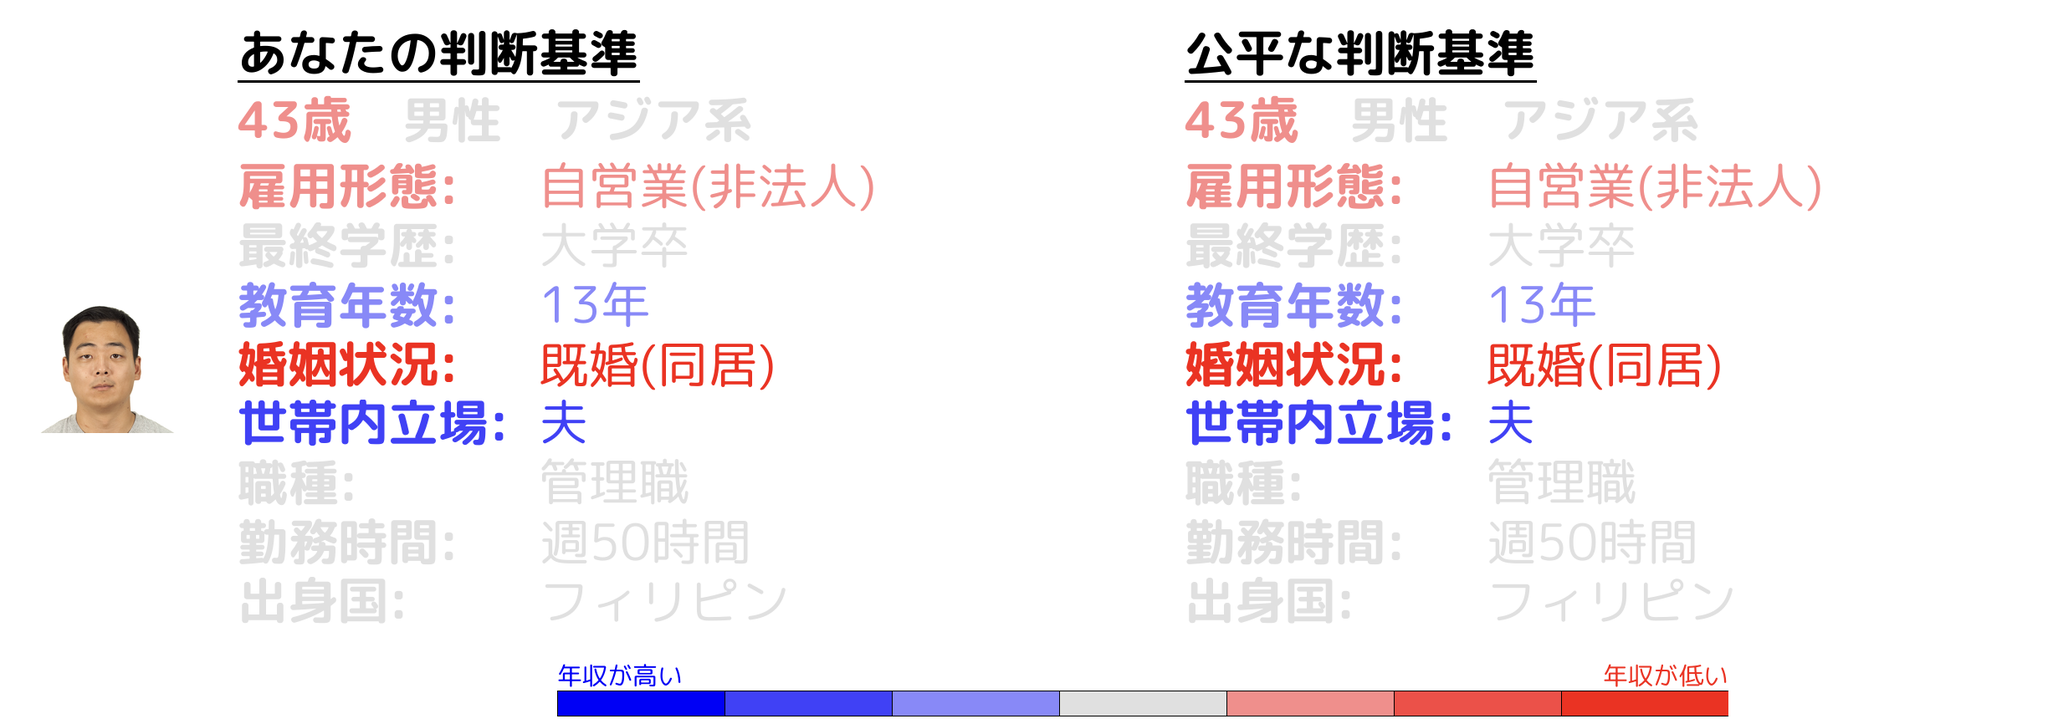 あなたの判断基準
43歳 男性 アジア系
雇用形態: 自営業(非法人)
最終学歴: 大学卒
教育年数: 13年
婚姻状況: 既婚(同居)
世帯内立場: 夫
職種: 管理職
勤務時間: 週50時間
出身国: フィリピン
公平な判断基準
43歳 男性 アジア系
雇用形態: 自営業(非法人)
最終学歴: 大学卒
教育年数: 13年
婚姻状況: 既婚(同居)
世帯内立場: 夫
職種: 管理職
勤務時間: 週50時間
出身国: フィリピン
年収が高い
年収が低い